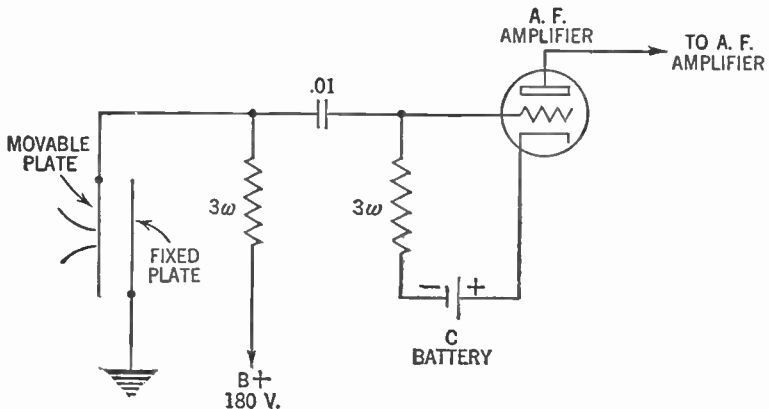 A. F.
AMPLIFIER
TO A. F.
AMPLIFIER
.01
MOVABLE
PLATE
3ω
3ω
FIXED
PLATE
− +
C
BATTERY
B+
180 V.